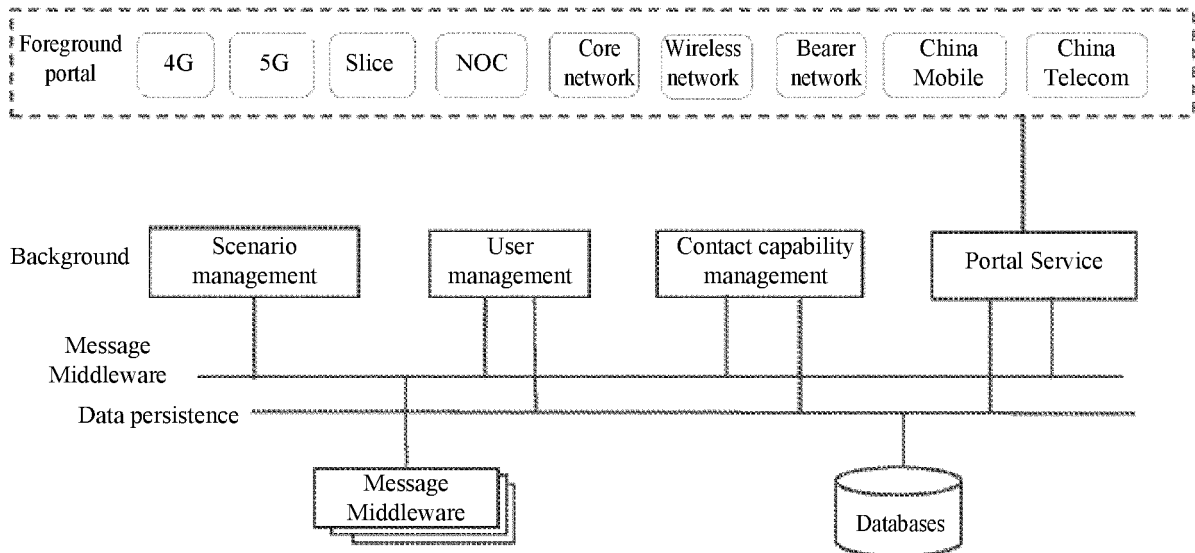 Foreground
portal
4G
5G
Slice
NOC
Core
network
Wireless
network
Bearer
network
China
Mobile
China
Telecom
Background
Scenario
management
User
management
Contact capability
management
Portal Service
Message
Middleware
Data persistence
Message
Middleware
Databases